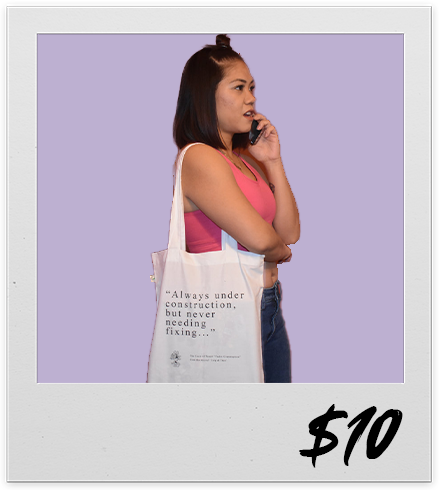 “Always under
construction,
but never
needing
fixing...”
$10